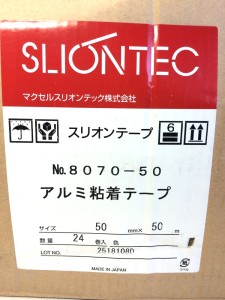 SLIONTEC
マクセルスリオンテック株式会社
スリオンテープ
6
No.8070-50
アルミ粘着テープ
サイズ 50 mm× 50 m
数量 24 巻入 色
LOT NO. 2518108D
MADE IN JAPAN